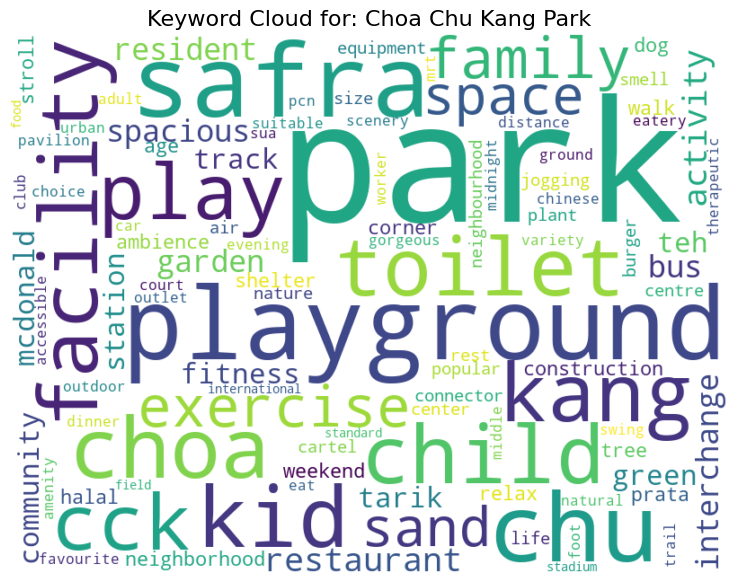 Keyword Cloud for: Choa Chu Kang Park
stroll
resident
equipment
mrt
family
dog
safra
smell
food
adult
pcn
size
space
activity
facility
urban
spacious
sua
suitable
scenery
distance
walk
eatery
pavilion
age
track
park
ground
therapeutic
club
choice
play
worker
neighbourhood
midnight
jogging
chinese
plant
car
air
corner
ambience
evening
gorgeous
variety
burger
teh
mcdonald
accessible
station
garden
toilet
bus
court
shelter
outlet
nature
centre
playground
rest
outdoor
fitness
popular
construction
international
kang
dinner
exercise
connector
center
interchange
community
amenity
choa
standard
middle
swing
cartel
child
tree
weekend
field
eat
halal
cck
kid
tarik
sand
relax
chu
green
prata
natural
life
foot
trail
favourite
neighborhood
restaurant
stadium